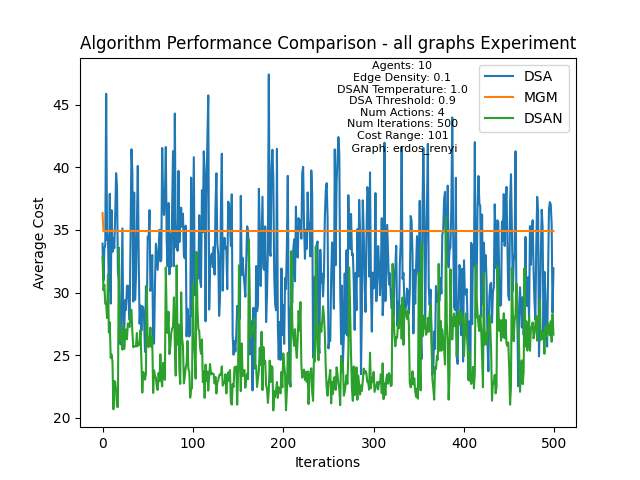 Algorithm Performance Comparison - all graphs Experiment
Agents: 10
Edge Density: 0.1
DSAN Temperature: 1.0
DSA Threshold: 0.9
Num Actions: 4
Num Iterations: 500
Cost Range: 101
Graph: erdos_renyi
DSA
MGM
DSAN
Average Cost
45
40
35
30
25
20
0
100
200
300
400
500
Iterations